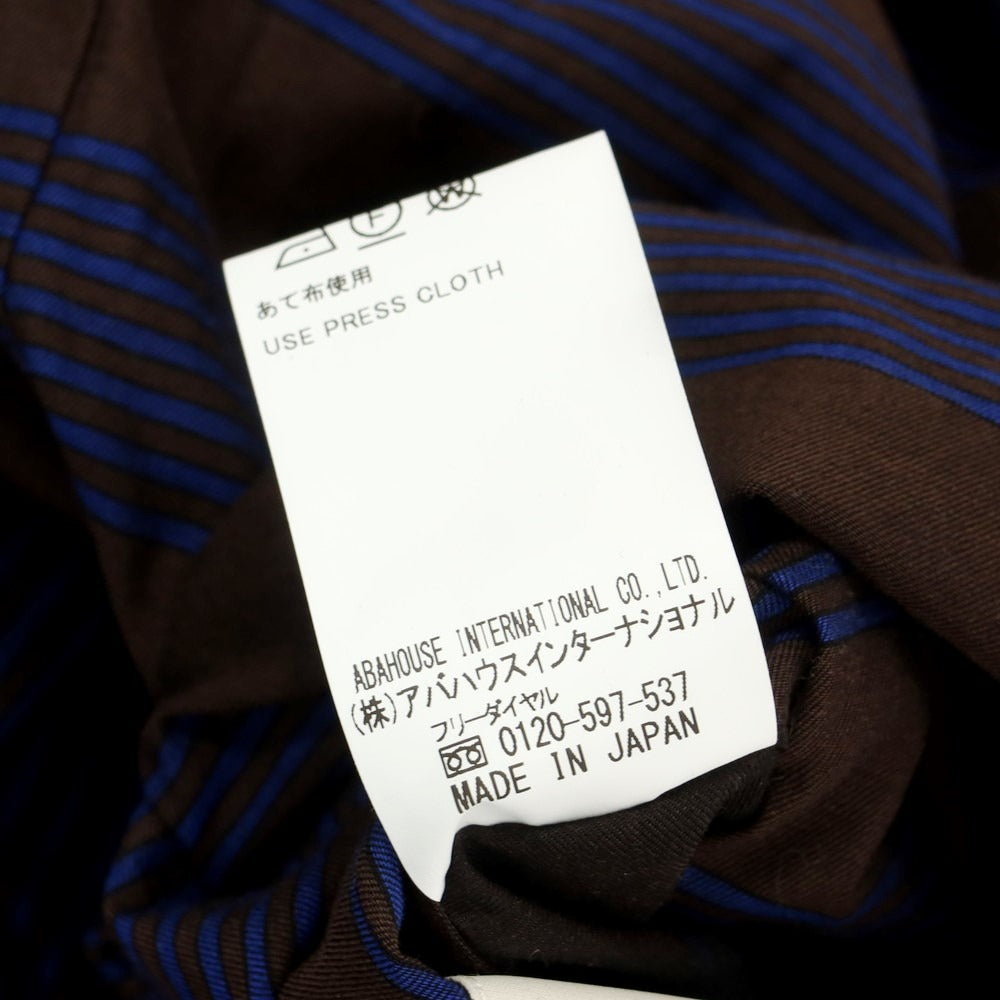 F W
あて布使用
USE PRESS CLOTH
ABAHOUSE INTERNATIONAL CO.,LTD.
(株)アバハウスインターナショナル
フリーダイヤル
0120-597-537
MADE IN JAPAN